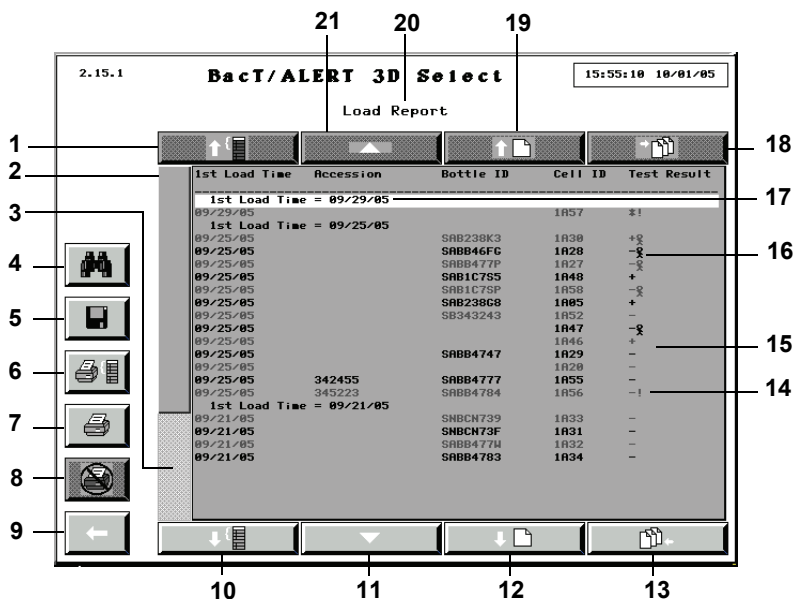 21 20 19
2.15.1 BacT/ALERT 3D Select 15:55:10 10/01/05
Load Report
1 18
2 1st Load Time Accession Bottle ID Cell ID Test Result
1st Load Time = 09/29/05 17
3 09/29/05 1A57 *!
1st Load Time = 09/25/05
09/25/05 SAB238K3 1A30 +
4 09/25/05 SABB46FG 1A28 - 16
09/25/05 SABB477P 1A27 -
09/25/05 SAB1C7S5 1A48 +
09/25/05 SAB1C7SP 1A58 -
5 09/25/05 SAB238G8 1A05 +
09/25/05 SB343243 1A52 -
09/25/05 1A47 -
09/25/05 1A46 + 15
6 09/25/05 SABB4747 1A29 -
09/25/05 1A20 -
09/25/05 342455 SABB4777 1A55 -
09/25/05 345223 SABB4784 1A56 -! 14
1st Load Time = 09/21/05
7 09/21/05 SNBCN739 1A33 -
09/21/05 SNBCN73F 1A31 -
09/21/05 SABB477W 1A32 -
09/21/05 SABB4783 1A34 -
8
9
10 11 12 13